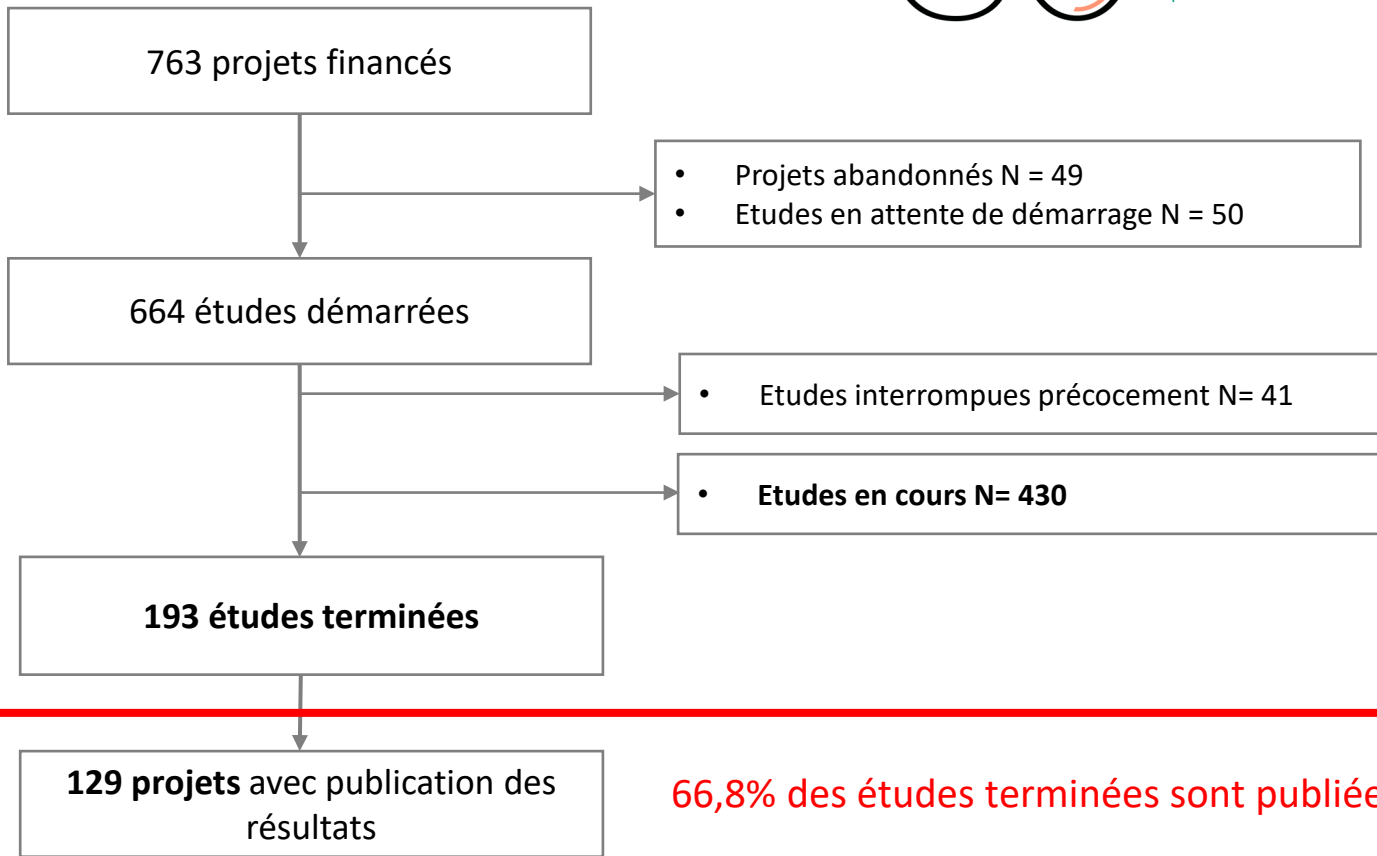 763 projets financés
• Projets abandonnés N = 49
• Etudes en attente de démarrage N = 50
664 études démarrées
• Etudes interrompues précocement N= 41
• Etudes en cours N= 430
193 études terminées
129 projets avec publication des
résultats
66,8% des études terminées sont publiée